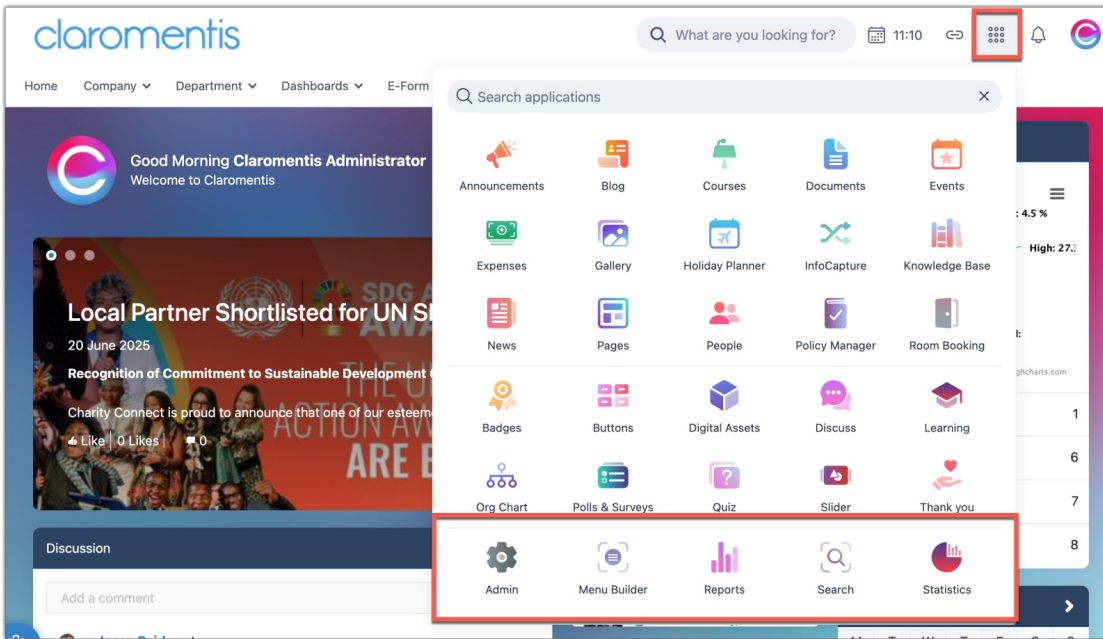 claromentis
What are you looking for?
11:10
Home Company Department Dashboards E-Form
Search applications
Good Morning Claromentis Administrator
Welcome to Claromentis
Announcements Blog Courses Documents Events
: 4.5 %
High: 27.
Expenses Gallery Holiday Planner InfoCapture Knowledge Base
Local Partner Shortlisted for UN S
20 June 2025
Recognition of Commitment to Sustainable Development
Charity Connect is proud to announce that one of our esteem
Like 0 Likes 0
SDG A
AWA
THE U
ACTION AW
ARE
News Pages People Policy Manager Room Booking
ghcharts.com
Badges Buttons Digital Assets Discuss Learning
1
6
Org Chart Polls & Surveys Quiz Slider Thank you
7
8
Discussion
Add a comment
Admin Menu Builder Reports Search Statistics